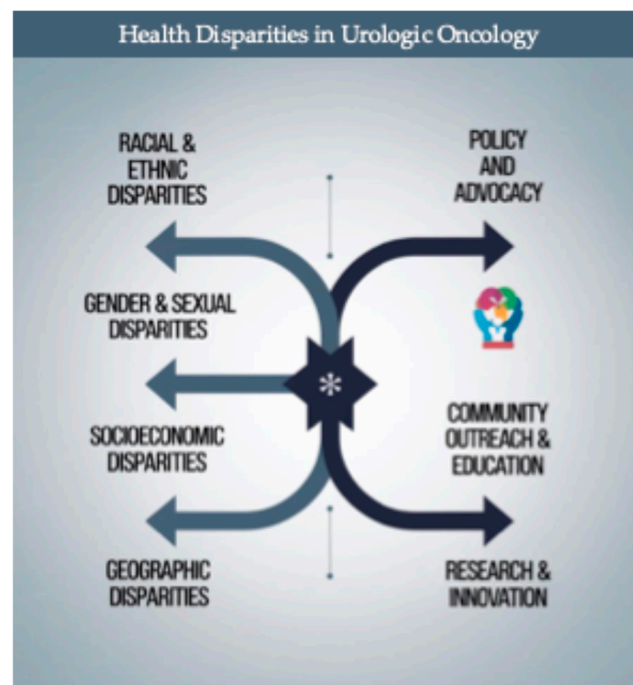 Health Disparities in Urologic Oncology
RACIAL &
ETHNIC
DISPARITIES
GENDER & SEXUAL
DISPARITIES
SOCIOECONOMIC
DISPARITIES
GEOGRAPHIC
DISPARITIES
*
POLICY
AND
ADVOCACY
COMMUNITY
OUTREACH &
EDUCATION
RESEARCH &
INNOVATION